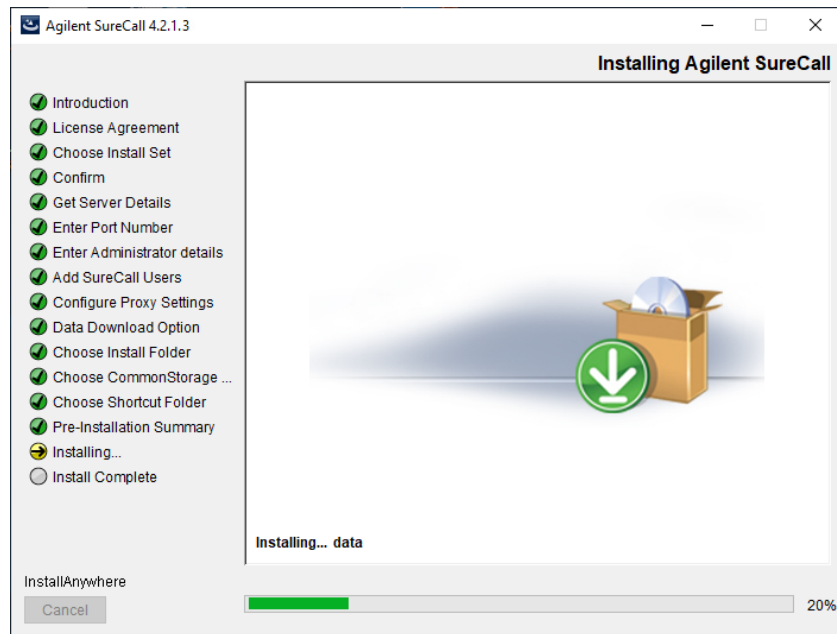 Agilent SureCall 4.2.1.3
Installing Agilent SureCall
Introduction
License Agreement
Choose Install Set
Confirm
Get Server Details
Enter Port Number
Enter Administrator details
Add SureCall Users
Configure Proxy Settings
Data Download Option
Choose Install Folder
Choose CommonStorage ...
Choose Shortcut Folder
Pre-Installation Summary
Installing...
Install Complete
Installing... data
InstallAnywhere
Cancel
20%